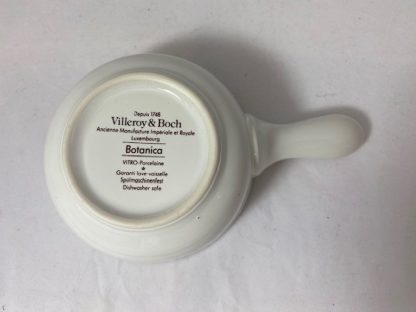 Depuis 1748
Villeroy & Boch
Ancienne Manufacture Impériale et Royale
Luxembourg
Botanica
VITRO-Porcelaine
Garanti lave-vaisselle
Spülmaschinenfest
Dishwasher safe